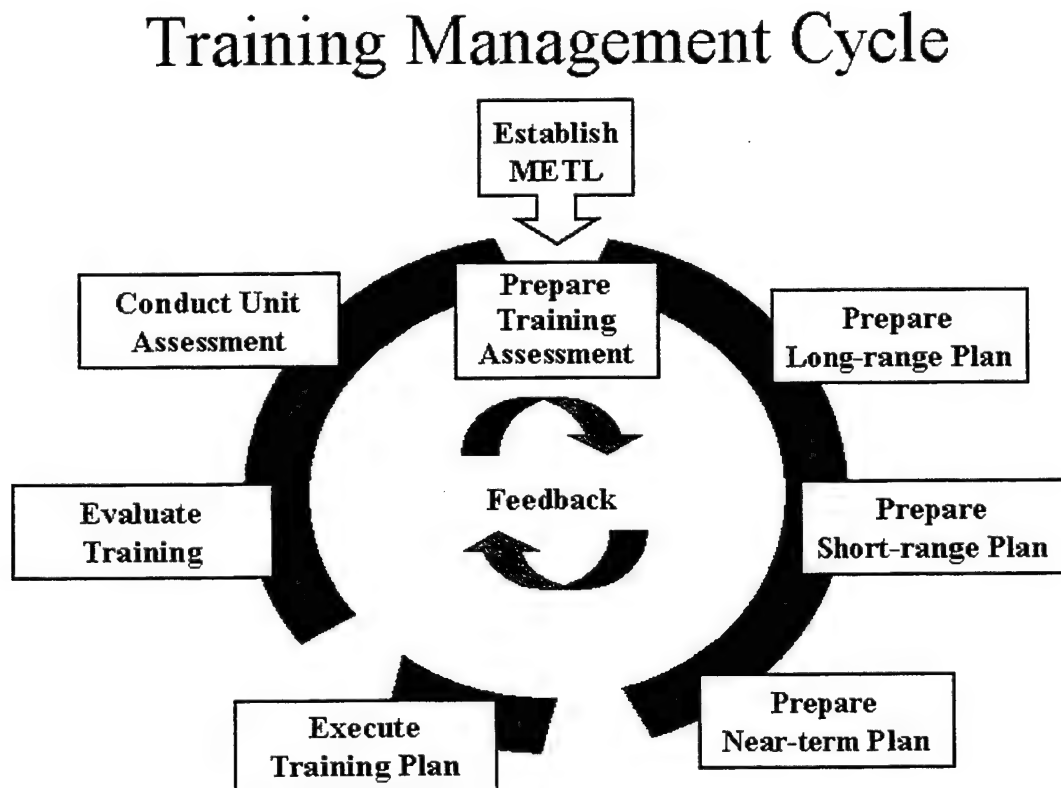 Training Management Cycle
Establish
METL
Prepare
Training
Assessment
Prepare
Long-range Plan
Prepare
Short-range Plan
Prepare
Near-term Plan
Execute
Training Plan
Evaluate
Training
Conduct Unit
Assessment
Feedback